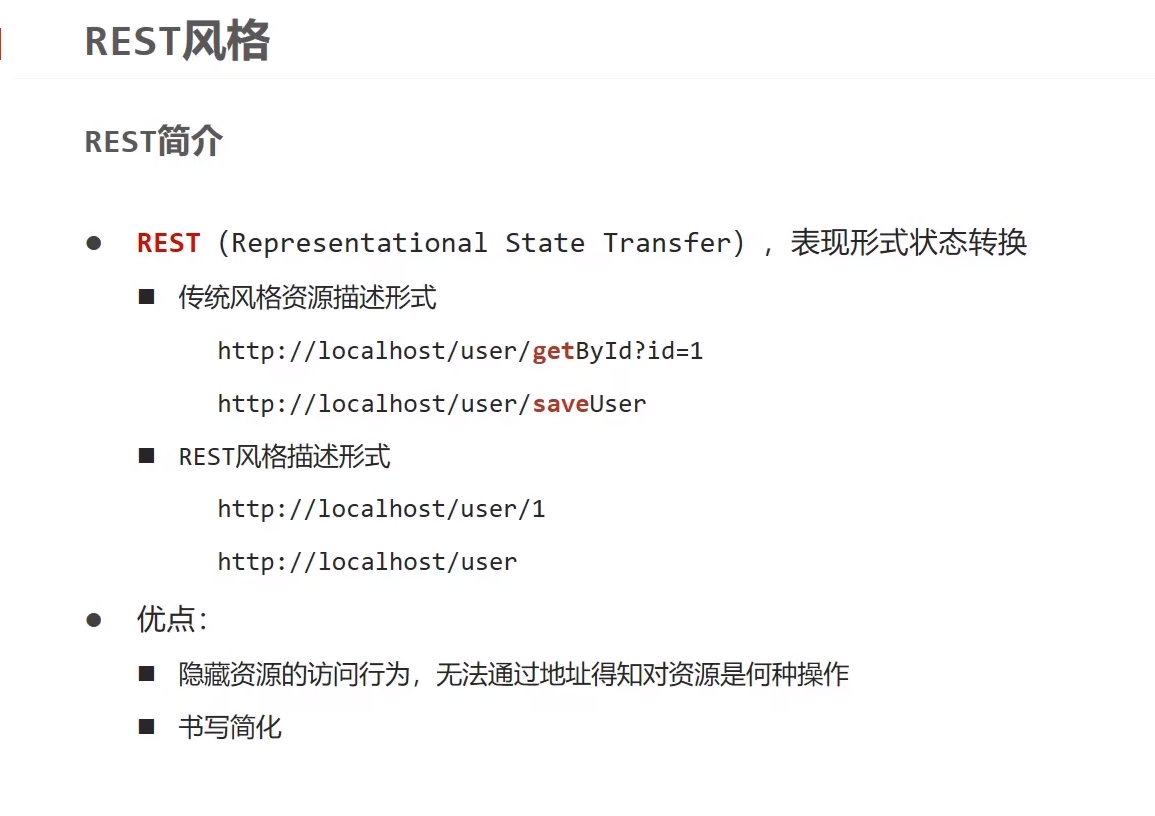 REST风格
REST简介
● REST（Representational State Transfer），表现形式状态转换
■ 传统风格资源描述形式
http://localhost/user/getById?id=1
http://localhost/user/saveUser
■ REST风格描述形式
http://localhost/user/1
http://localhost/user
● 优点：
■ 隐藏资源的访问行为，无法通过地址得知对资源是何种操作
■ 书写简化